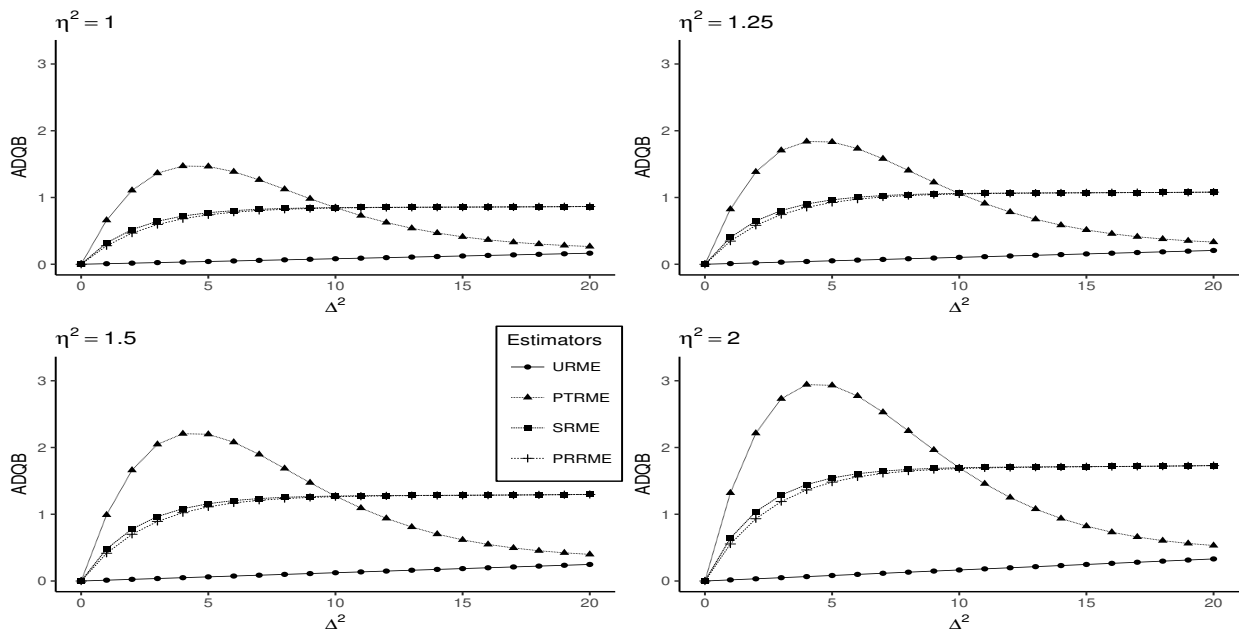 η² = 1
ADQB
3
2
1
0
0 5 10 15 20
Δ²
η² = 1.25
ADQB
3
2
1
0
0 5 10 15 20
Δ²
η² = 1.5
ADQB
3
2
1
0
0 5 10 15 20
Δ²
Estimators
URME
PTRME
SRME
PRRME
η² = 2
ADQB
3
2
1
0
0 5 10 15 20
Δ²